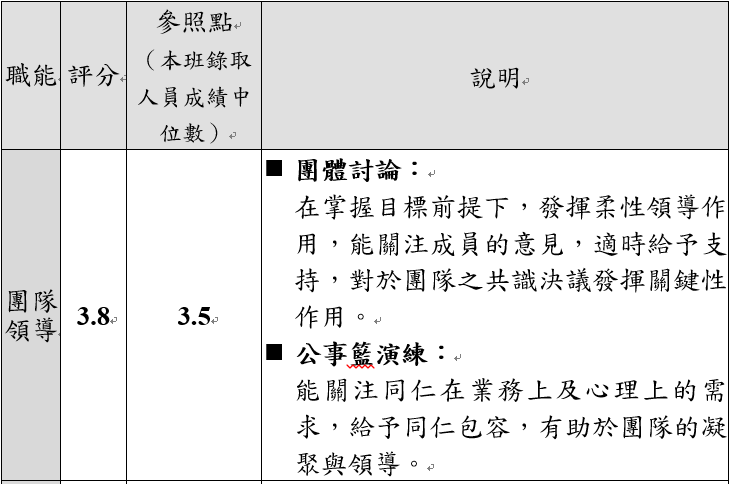 職能
評分
參照點
（本班錄取
人員成績中
位數）
說明
團隊
領導
3.8
3.5
■ 團體討論：
在掌握目標前提下，發揮柔性領導作
用，能關注成員的意見，適時給予支
持，對於團隊之共識決議發揮關鍵性
作用。
■ 公事籃演練：
能關注同仁在業務上及心理上的需
求，給予同仁包容，有助於團隊的凝
聚與領導。